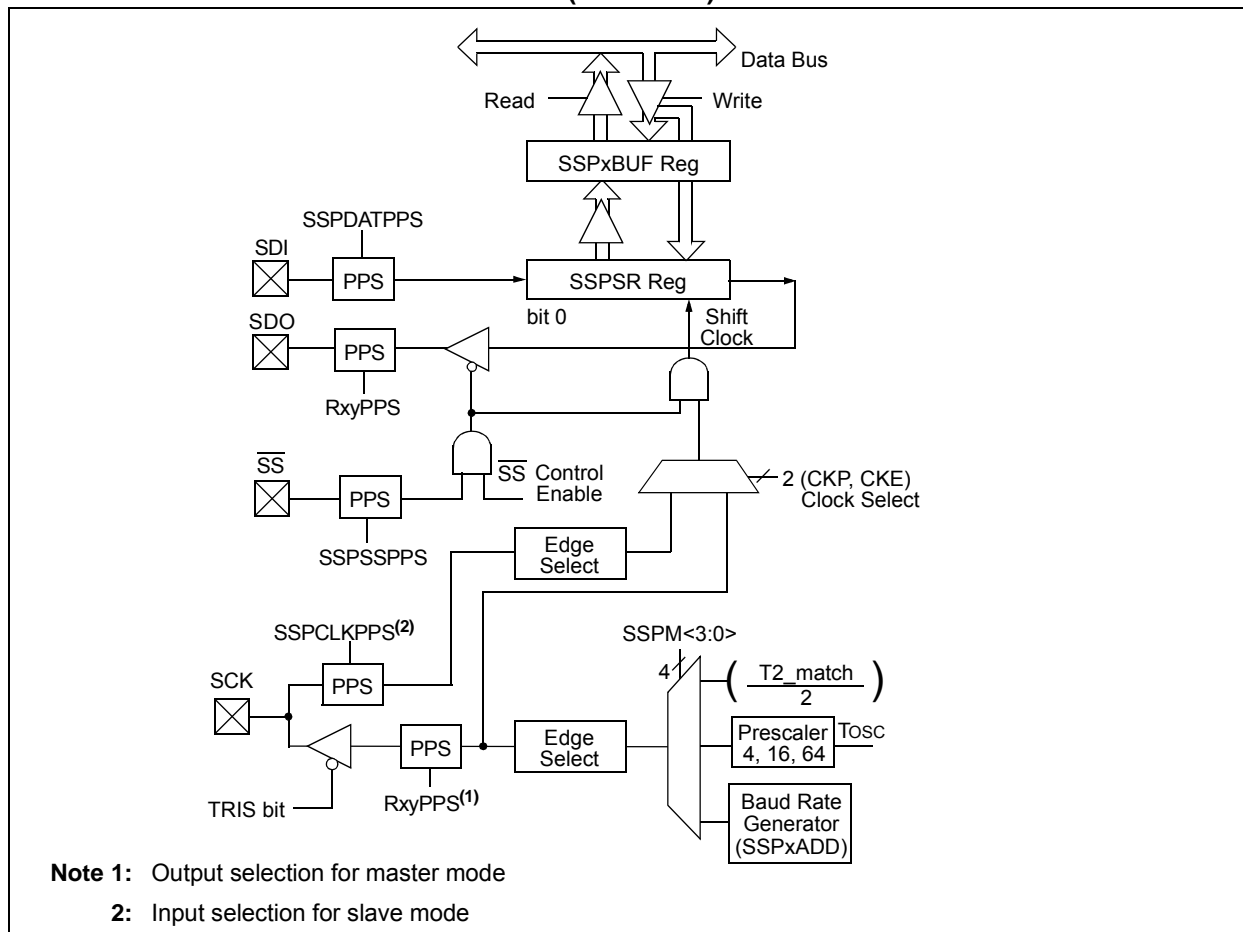 Data Bus
Read
Write
SSPxBUF Reg
SSPDATPPS
SDI
PPS
SSPSR Reg
bit 0
Shift
Clock
SDO
PPS
RxyPPS
SS
PPS
SS Control
Enable
2 (CKP, CKE)
Clock Select
SSPSSPPS
Edge
Select
SSPCLKPPS(2)
SSPM<3:0>
4
( T2_match
2 )
SCK
PPS
PPS
Edge
Select
Prescaler
4, 16, 64
TOSC
TRIS bit
RxyPPS(1)
Baud Rate
Generator
(SSPxADD)
Note 1: Output selection for master mode
2: Input selection for slave mode